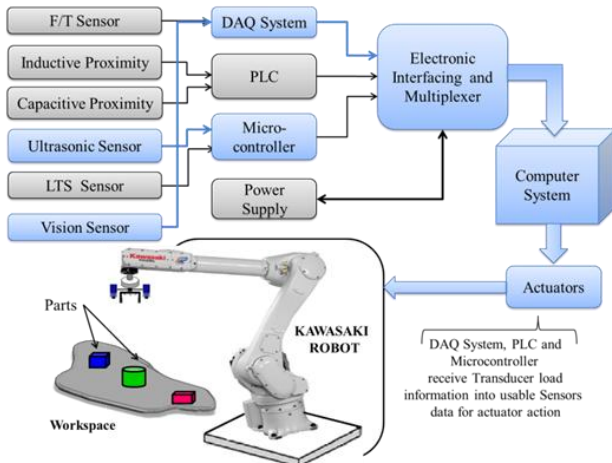 F/T Sensor
DAQ System
Inductive Proximity
Capacitive Proximity
PLC
Electronic
Interfacing and
Multiplexer
Ultrasonic Sensor
Micro-
controller
LTS Sensor
Power
Supply
Vision Sensor
Computer
System
Actuators
Kawasaki
Parts
KAWASAKI
ROBOT
Workspace
DAQ System, PLC and
Microcontroller
receive Transducer load
information into usable Sensors
data for actuator action